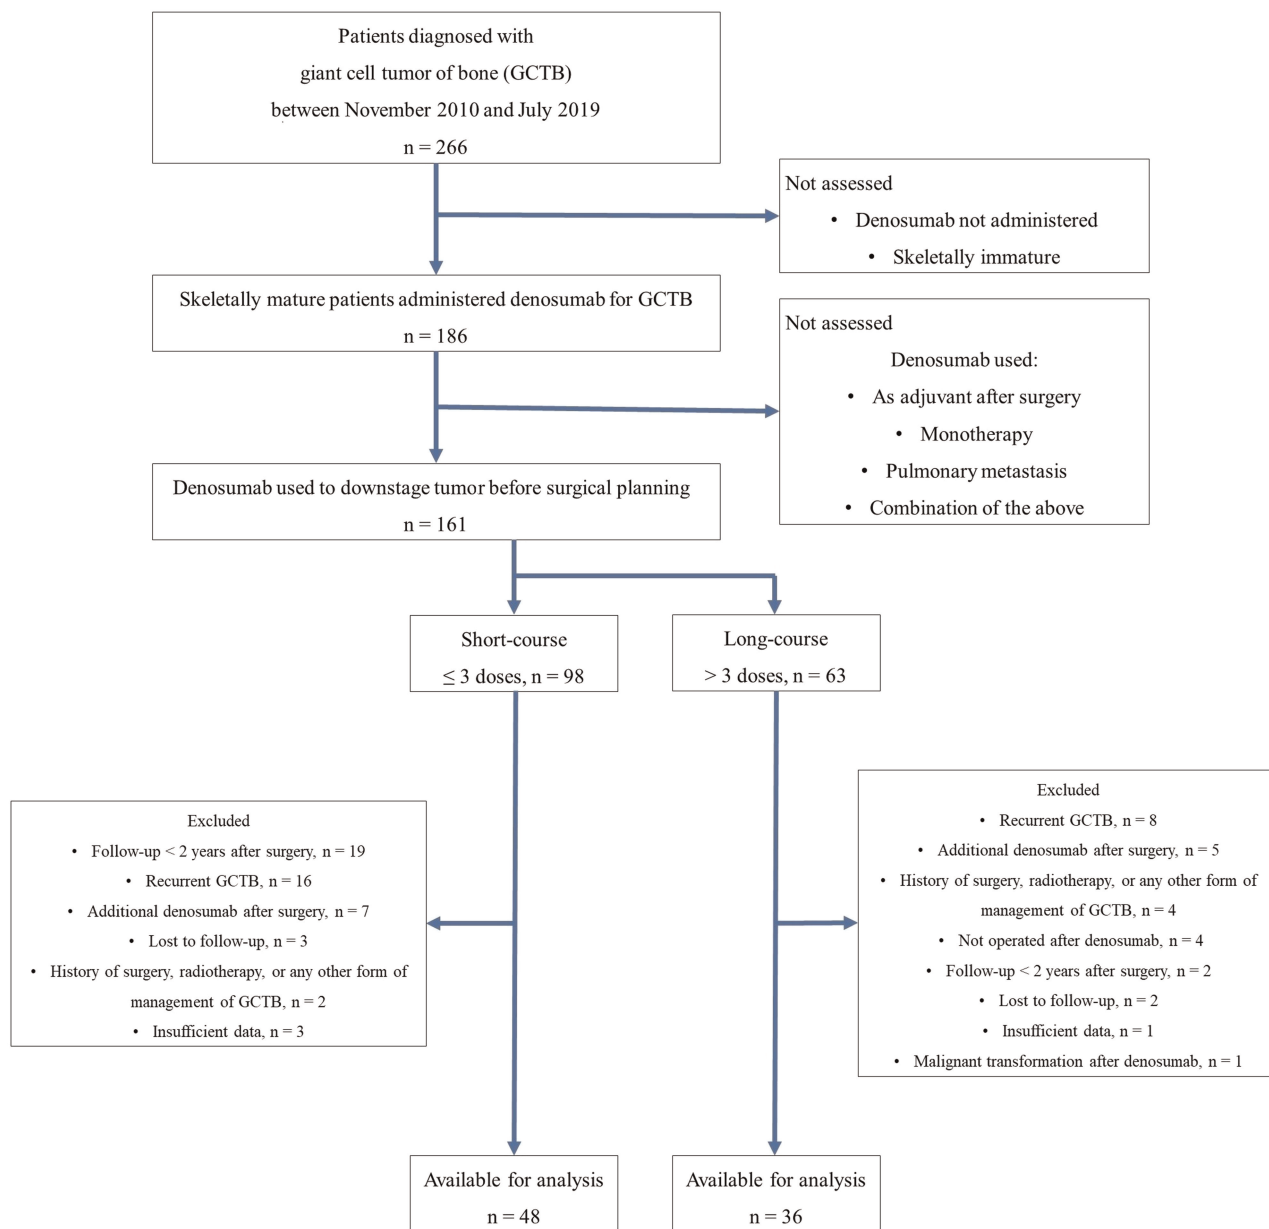 Patients diagnosed with
giant cell tumor of bone (GCTB)
between November 2010 and July 2019
n = 266
Not assessed
• Denosumab not administered
• Skeletally immature
Skeletally mature patients administered denosumab for GCTB
n = 186
Not assessed
Denosumab used:
• As adjuvant after surgery
• Monotherapy
• Pulmonary metastasis
• Combination of the above
Denosumab used to downstage tumor before surgical planning
n = 161
Short-course
≤ 3 doses, n = 98
Long-course
> 3 doses, n = 63
Excluded
• Follow-up < 2 years after surgery, n = 19
• Recurrent GCTB, n = 16
• Additional denosumab after surgery, n = 7
• Lost to follow-up, n = 3
• History of surgery, radiotherapy, or any other form of
management of GCTB, n = 2
• Insufficient data, n = 3
Excluded
• Recurrent GCTB, n = 8
• Additional denosumab after surgery, n = 5
• History of surgery, radiotherapy, or any other form of
management of GCTB, n = 4
• Not operated after denosumab, n = 4
• Follow-up < 2 years after surgery, n = 2
• Lost to follow-up, n = 2
• Insufficient data, n = 1
• Malignant transformation after denosumab, n = 1
Available for analysis
n = 48
Available for analysis
n = 36